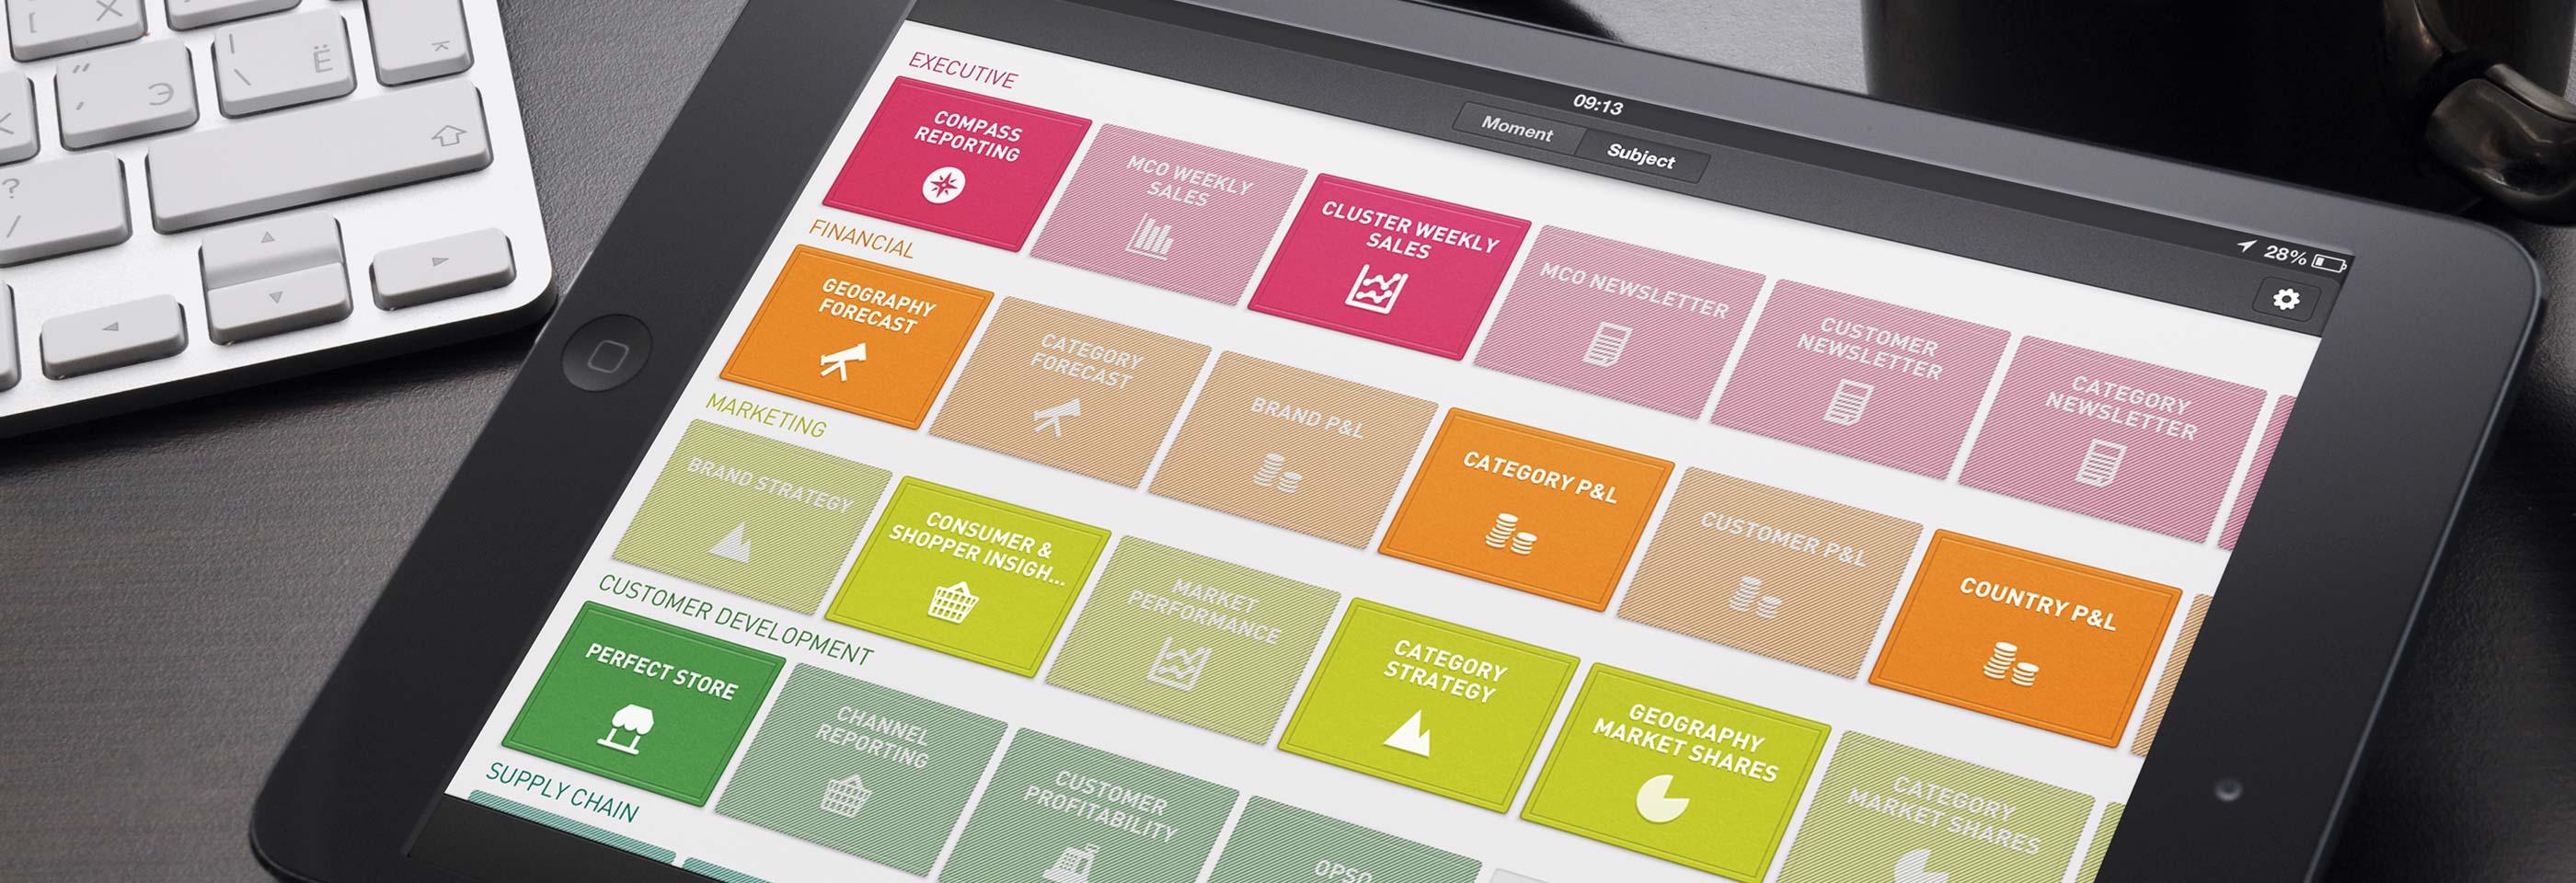 X
[
"
'
Э
|
\
Ё
?
/
09:13
Moment
Subject
28%
EXECUTIVE
COMPASS
REPORTING
MCO WEEKLY
SALES
CLUSTER WEEKLY
SALES
MCO NEWSLETTER
CUSTOMER
NEWSLETTER
CATEGORY
NEWSLETTER
FINANCIAL
GEOGRAPHY
FORECAST
CATEGORY
FORECAST
BRAND P&L
CATEGORY P&L
CUSTOMER P&L
COUNTRY P&L
MARKETING
BRAND STRATEGY
CONSUMER &
SHOPPER INSIGH...
MARKET
PERFORMANCE
CATEGORY
STRATEGY
GEOGRAPHY
MARKET SHARES
CATEGORY
MARKET SHARES
CUSTOMER DEVELOPMENT
PERFECT STORE
CHANNEL
REPORTING
CUSTOMER
PROFITABILITY
OPSO
SUPPLY CHAIN